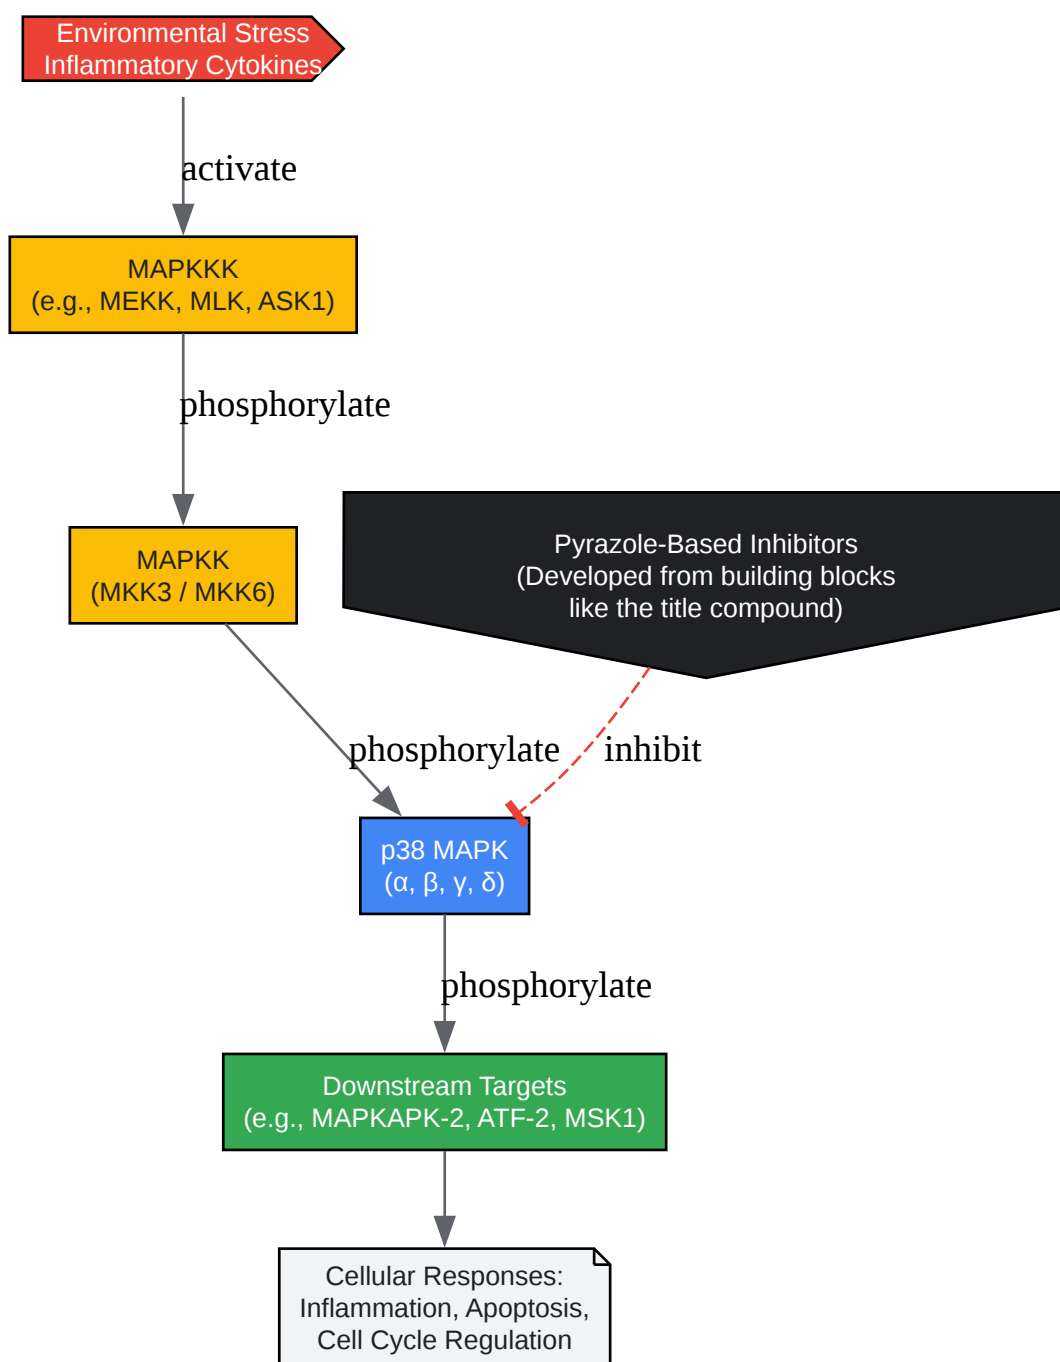 Environmental Stress
Inflammatory Cytokines
activate
MAPKKK
(e.g., MEKK, MLK, ASK1)
phosphorylate
MAPKK
(MKK3 / MKK6)
Pyrazole-Based Inhibitors
(Developed from building blocks
like the title compound)
phosphorylate
inhibit
p38 MAPK
(α, β, γ, δ)
phosphorylate
Downstream Targets
(e.g., MAPKAPK-2, ATF-2, MSK1)
Cellular Responses:
Inflammation, Apoptosis,
Cell Cycle Regulation